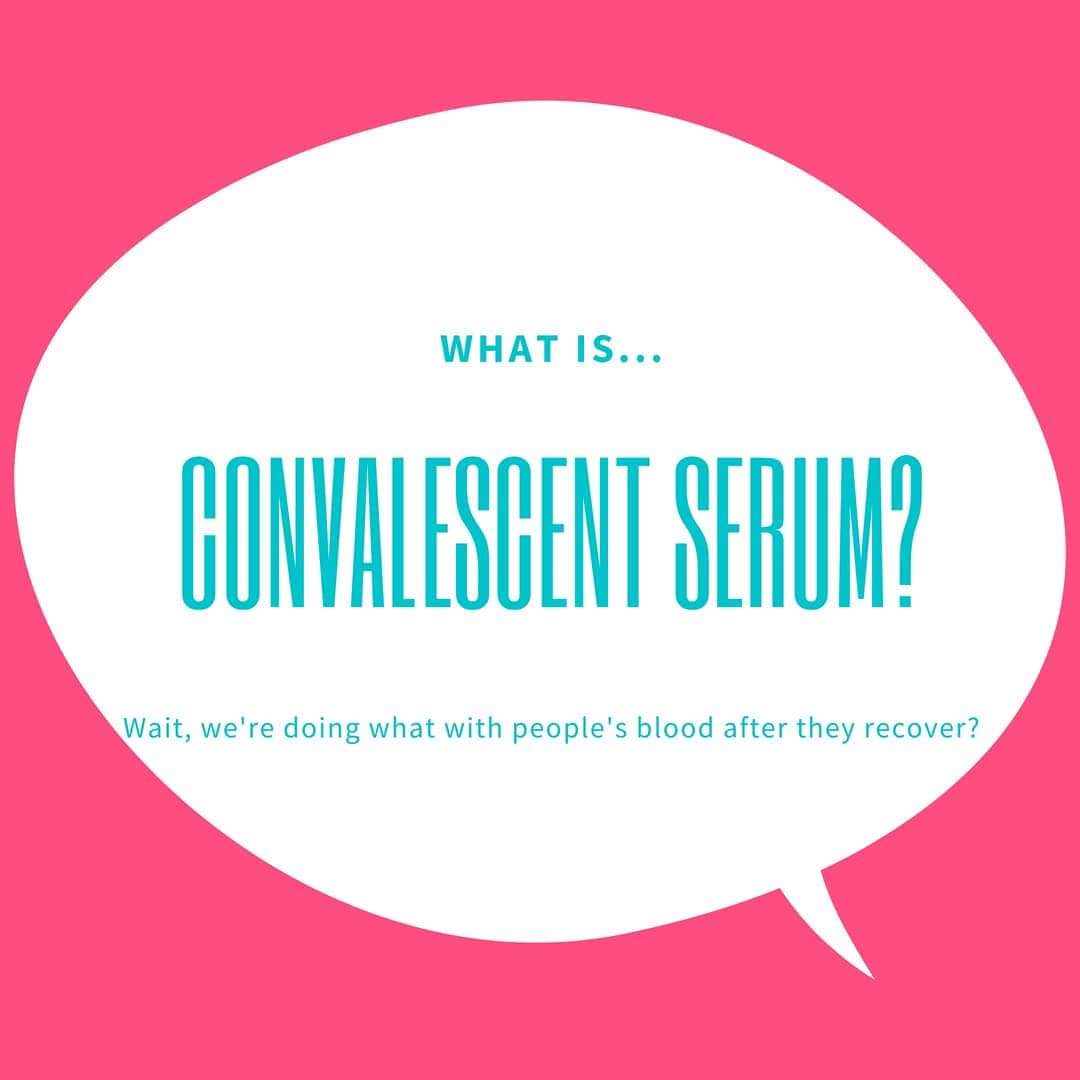 WHAT IS...
CONVALESCENT SERUM?
Wait, we're doing what with people's blood after they recover?